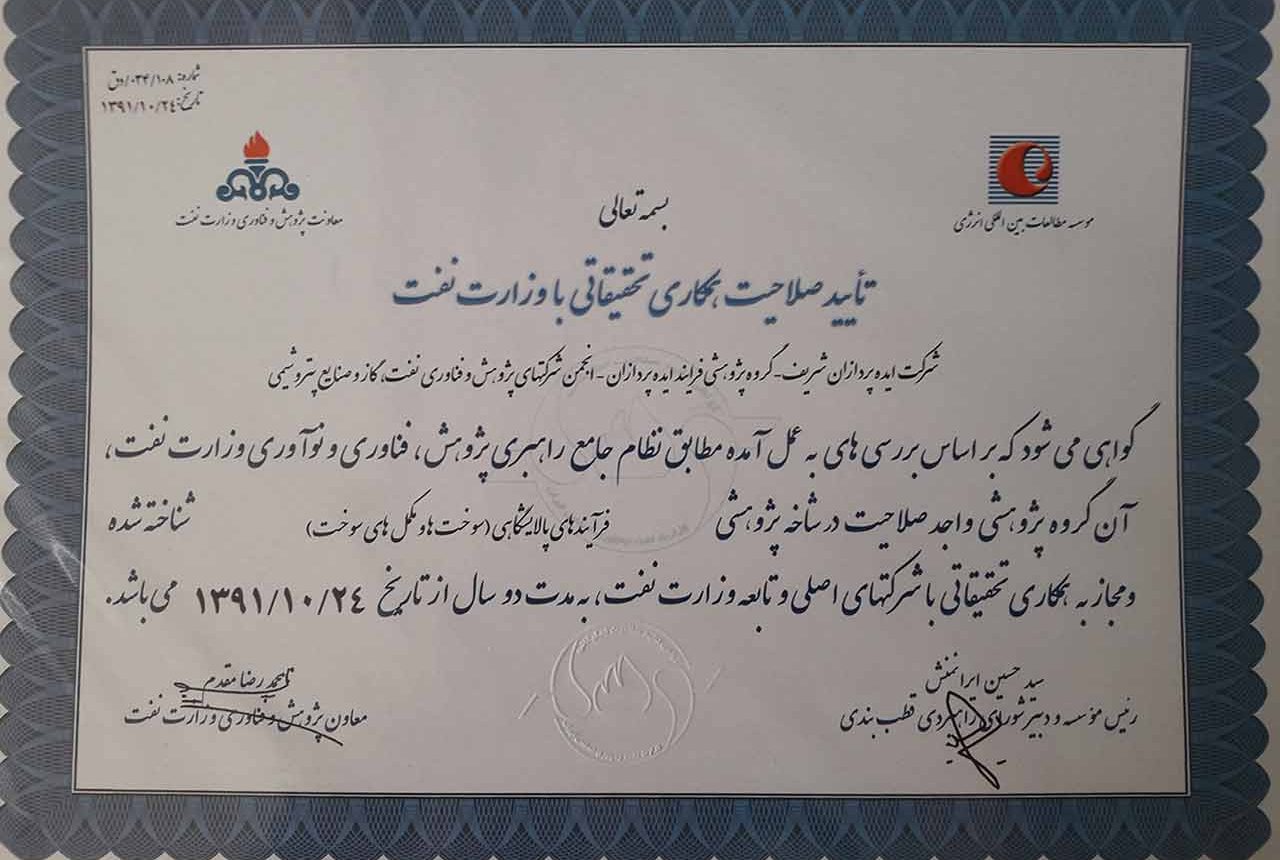 شماره: ۰۳۴/۱۰۸/دق
تاریخ: ۱۳۹۱/۱۰/۲۴
معاونت پژوهش و فناوری وزارت نفت
موسسه مطالعات بین المللی انرژی
بسمه تعالی
تأیید صلاحیت همکاری تحقیقاتی با وزارت نفت
شرکت ایده پردازان شریف - گروه پژوهشی فرایند ایده پردازان - انجمن شرکتهای پژوهش و فناوری نفت، گاز و صنایع پتروشیمی
گواهی می شود که بر اساس بررسی های به عمل آمده مطابق نظام جامع راهبری پژوهش، فناوری و نوآوری وزارت نفت،
آن گروه پژوهشی واجد صلاحیت در شاخه پژوهشی فرآیندهای پالایشگاهی (سوخت ها و مکمل های سوخت) شناخته شده
و مجاز به همکاری تحقیقاتی با شرکتهای اصلی و تابعه وزارت نفت، به مدت دو سال از تاریخ ۱۳۹۱/۱۰/۲۴ می باشد.
سید حسین ایرانمنش
رئیس مؤسسه و دبیر شورای راهبردی قطب بندی
محمد رضا مقدم
معاون پژوهش و فناوری وزارت نفت